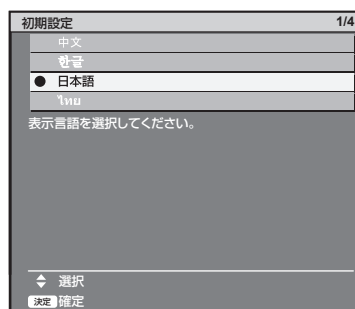 初期設定 1/4
中文
한글
日本語
ไทย
表示言語を選択してください。
選択
決定 確定